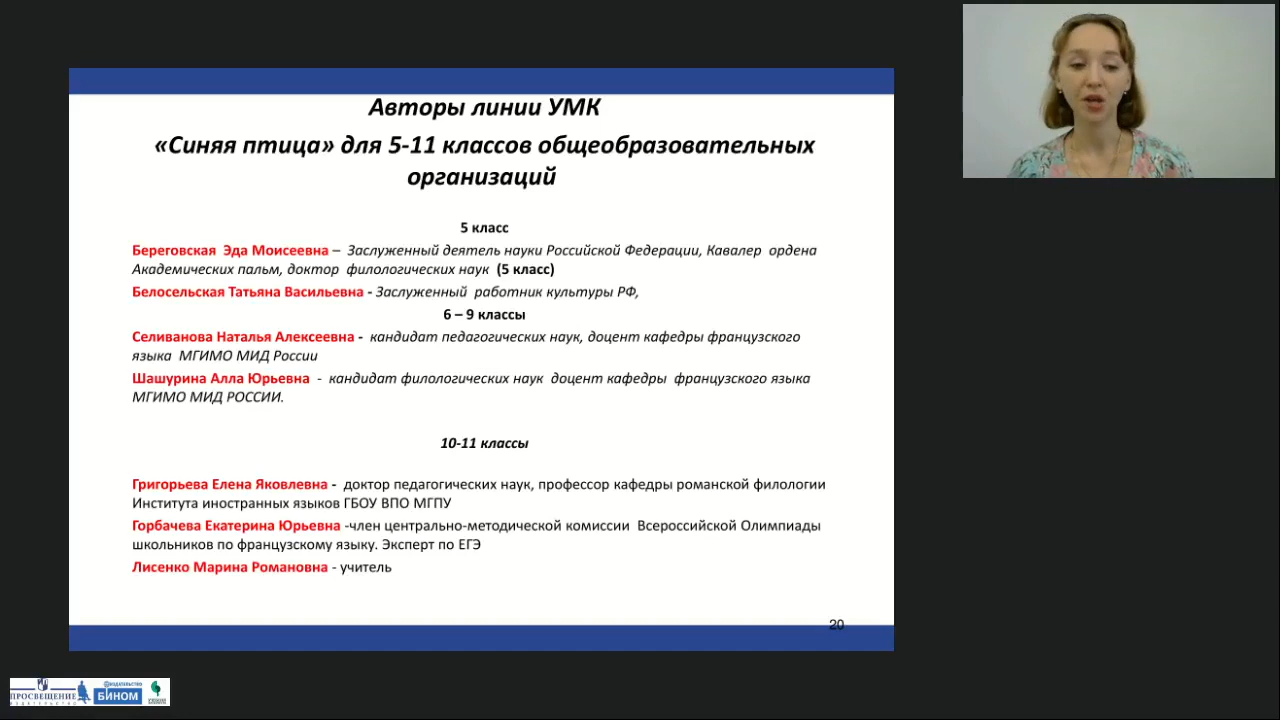 Авторы линии УМК
«Синяя птица» для 5-11 классов общеобразовательных
организаций
5 класс
Береговская Эда Моисеевна – Заслуженный деятель науки Российской Федерации, Кавалер ордена
Академических пальм, доктор филологических наук (5 класс)
Белосельская Татьяна Васильевна - Заслуженный работник культуры РФ,
6 – 9 классы
Селиванова Наталья Алексеевна - кандидат педагогических наук, доцент кафедры французского
языка МГИМО МИД России
Шашурина Алла Юрьевна - кандидат филологических наук доцент кафедры французского языка
МГИМО МИД РОССИИ.
10-11 классы
Григорьева Елена Яковлевна - доктор педагогических наук, профессор кафедры романской филологии
Института иностранных языков ГБОУ ВПО МГПУ
Горбачева Екатерина Юрьевна -член центрально-методической комиссии Всероссийской Олимпиады
школьников по французскому языку. Эксперт по ЕГЭ
Лисенко Марина Романовна - учитель
20
ПРОСВЕЩЕНИЕ
ИЗДАТЕЛЬСТВО
ИЗДАТЕЛЬСТВО
БИНОМ